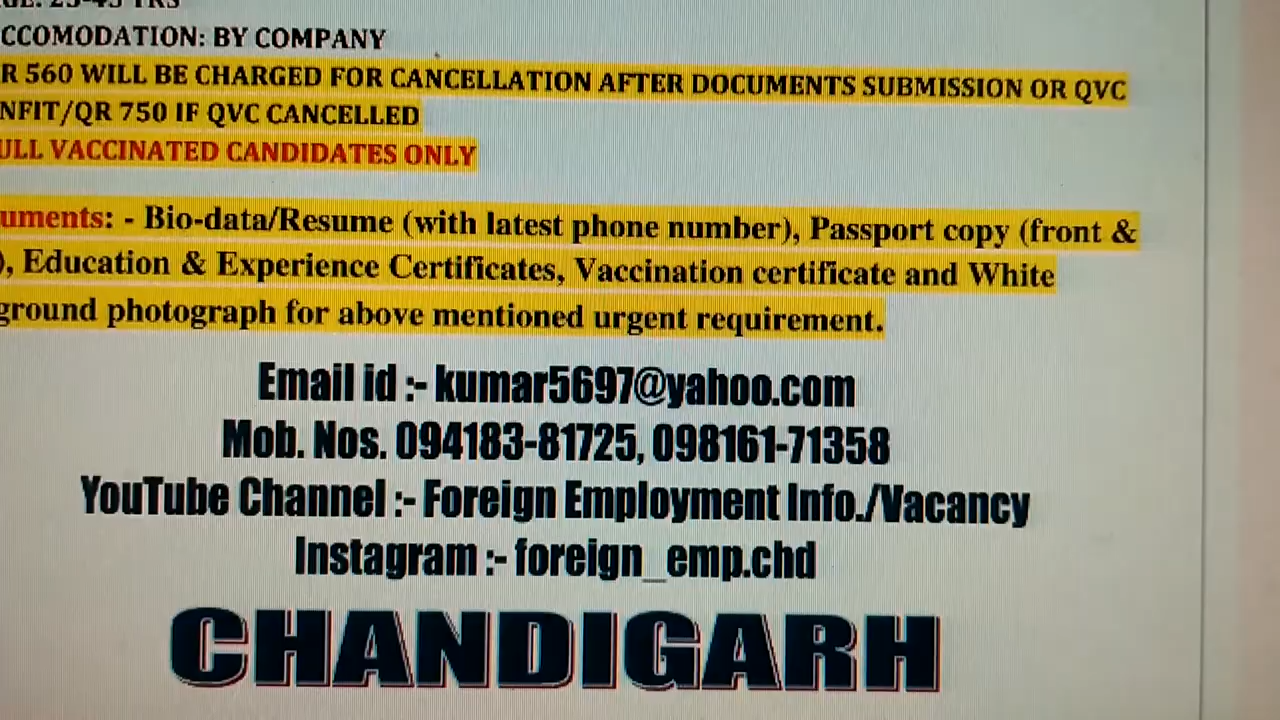 CCOMODATION: BY COMPANY
R 560 WILL BE CHARGED FOR CANCELLATION AFTER DOCUMENTS SUBMISSION OR QVC
NFIT/QR 750 IF QVC CANCELLED
ULL VACCINATED CANDIDATES ONLY
uments: - Bio-data/Resume (with latest phone number), Passport copy (front &
), Education & Experience Certificates, Vaccination certificate and White
ground photograph for above mentioned urgent requirement.
Email id :- kumar5697@yahoo.com
Mob. Nos. 094183-81725, 098161-71358
YouTube Channel :- Foreign Employment Info./Vacancy
Instagram :- foreign_emp.chd
CHANDIGARH